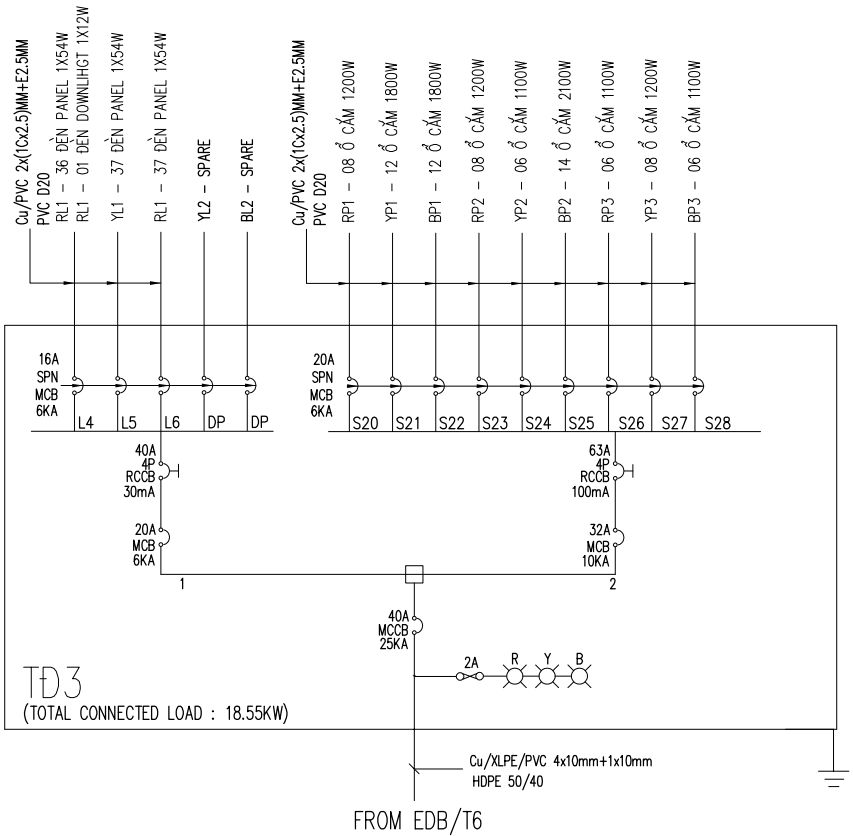 Cu/PVC 2x(1Cx2.5)MM+E2.5MM
PVC D20
RL1 - 36 ĐÈN PANEL 1X54W
RL1 - 01 ĐEN DOWNLIHGT 1X12W
YL1 - 37 ĐÈN PANEL 1X54W
RL1 - 37 ĐÈN PANEL 1X54W
YL2 - SPARE
BL2 - SPARE
Cu/PVC 2x(1Cx2.5)MM+E2.5MM
PVC D20
RP1 - 08 Ổ CẮM 1200W
YP1 - 12 Ổ CẮM 1800W
BP1 - 12 Ổ CẮM 1800W
RP2 - 08 Ổ CẮM 1200W
YP2 - 06 Ổ CẮM 1100W
BP2 - 14 Ổ CẮM 2100W
RP3 - 06 Ổ CẮM 1100W
YP3 - 08 Ổ CẮM 1200W
BP3 - 06 Ổ CẮM 1100W
16A
SPN
MCB
6KA
L4 L5 L6 DP DP
20A
SPN
MCB
6KA
S20 S21 S22 S23 S24 S25 S26 S27 S28
40A
4P
RCCB
30mA
63A
4P
RCCB
100mA
20A
MCB
6KA
32A
MCB
10KA
1
2
40A
MCCB
25KA
2A R Y B
TĐ3
(TOTAL CONNECTED LOAD : 18.55KW)
Cu/XLPE/PVC 4x10mm+1x10mm
HDPE 50/40
FROM EDB/T6